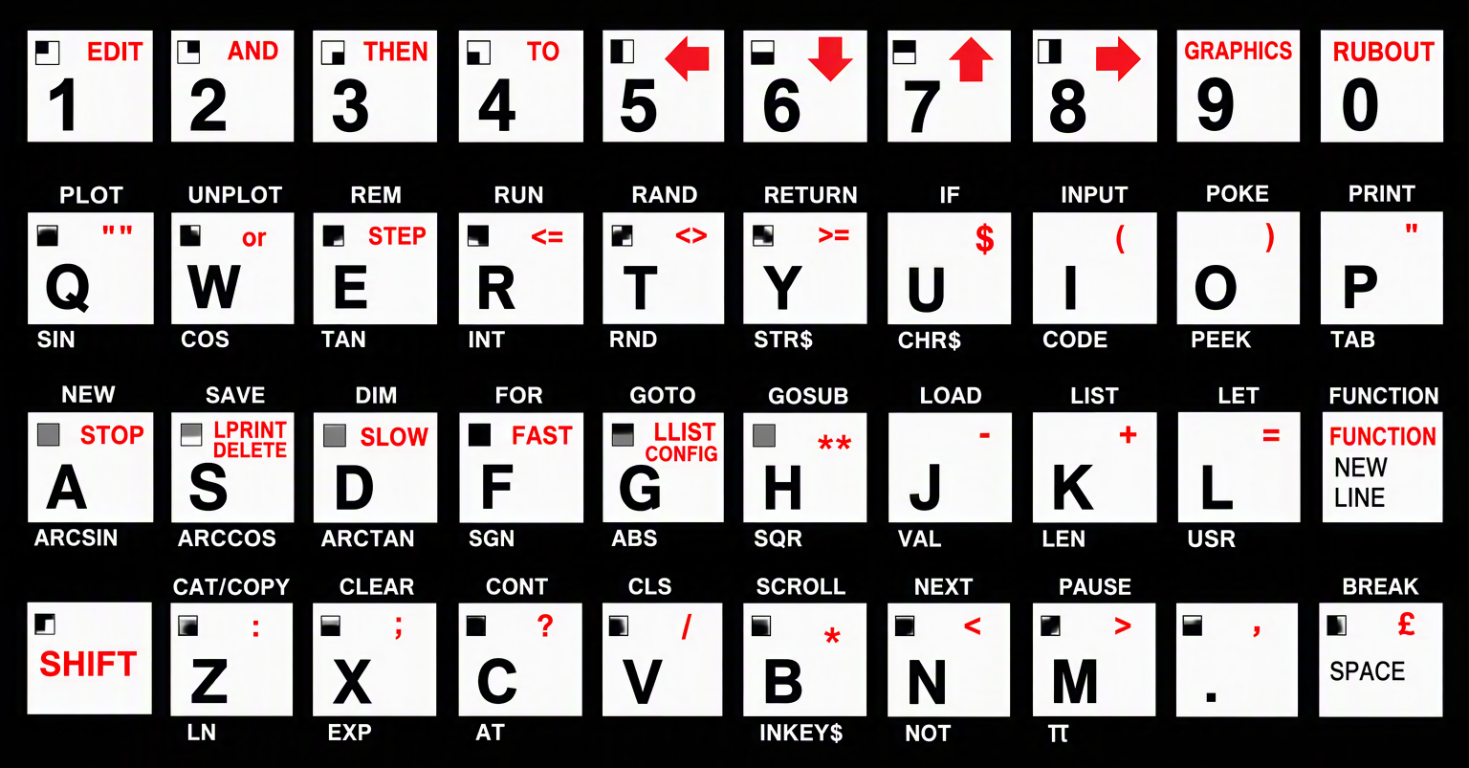 EDIT AND THEN TO GRAPHICS RUBOUT
1 2 3 4 5 6 7 8 9 0
PLOT UNPLOT REM RUN RAND RETURN IF INPUT POKE PRINT
"" or STEP <= <> >= $ ( ) "
Q W E R T Y U I O P
SIN COS TAN INT RND STR$ CHR$ CODE PEEK TAB
NEW SAVE DIM FOR GOTO GOSUB LOAD LIST LET FUNCTION
STOP LPRINT SLOW FAST LLIST ** - + = FUNCTION
DELETE CONFIG
A S D F G H J K L NEW
LINE
ARCSIN ARCCOS ARCTAN SGN ABS SQR VAL LEN USR
CAT/COPY CLEAR CONT CLS SCROLL NEXT PAUSE BREAK
: ; ? / * < > , £
SHIFT Z X C V B N M . SPACE
LN EXP AT INKEY$ NOT π